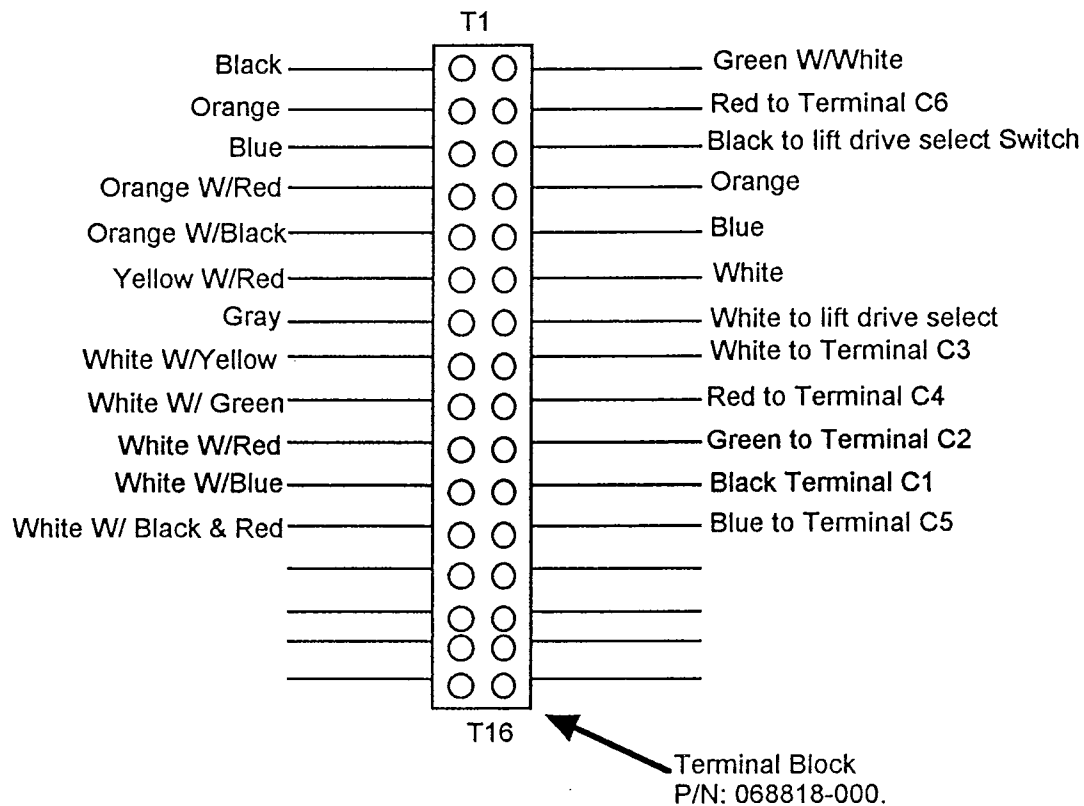 T1
Black
Green W/White
Orange
Red to Terminal C6
Blue
Black to lift drive select Switch
Orange W/Red
Orange
Orange W/Black
Blue
Yellow W/Red
White
Gray
White to lift drive select
White W/Yellow
White to Terminal C3
White W/ Green
Red to Terminal C4
White W/Red
Green to Terminal C2
White W/Blue
Black Terminal C1
White W/ Black & Red
Blue to Terminal C5
T16
Terminal Block
P/N: 068818-000.